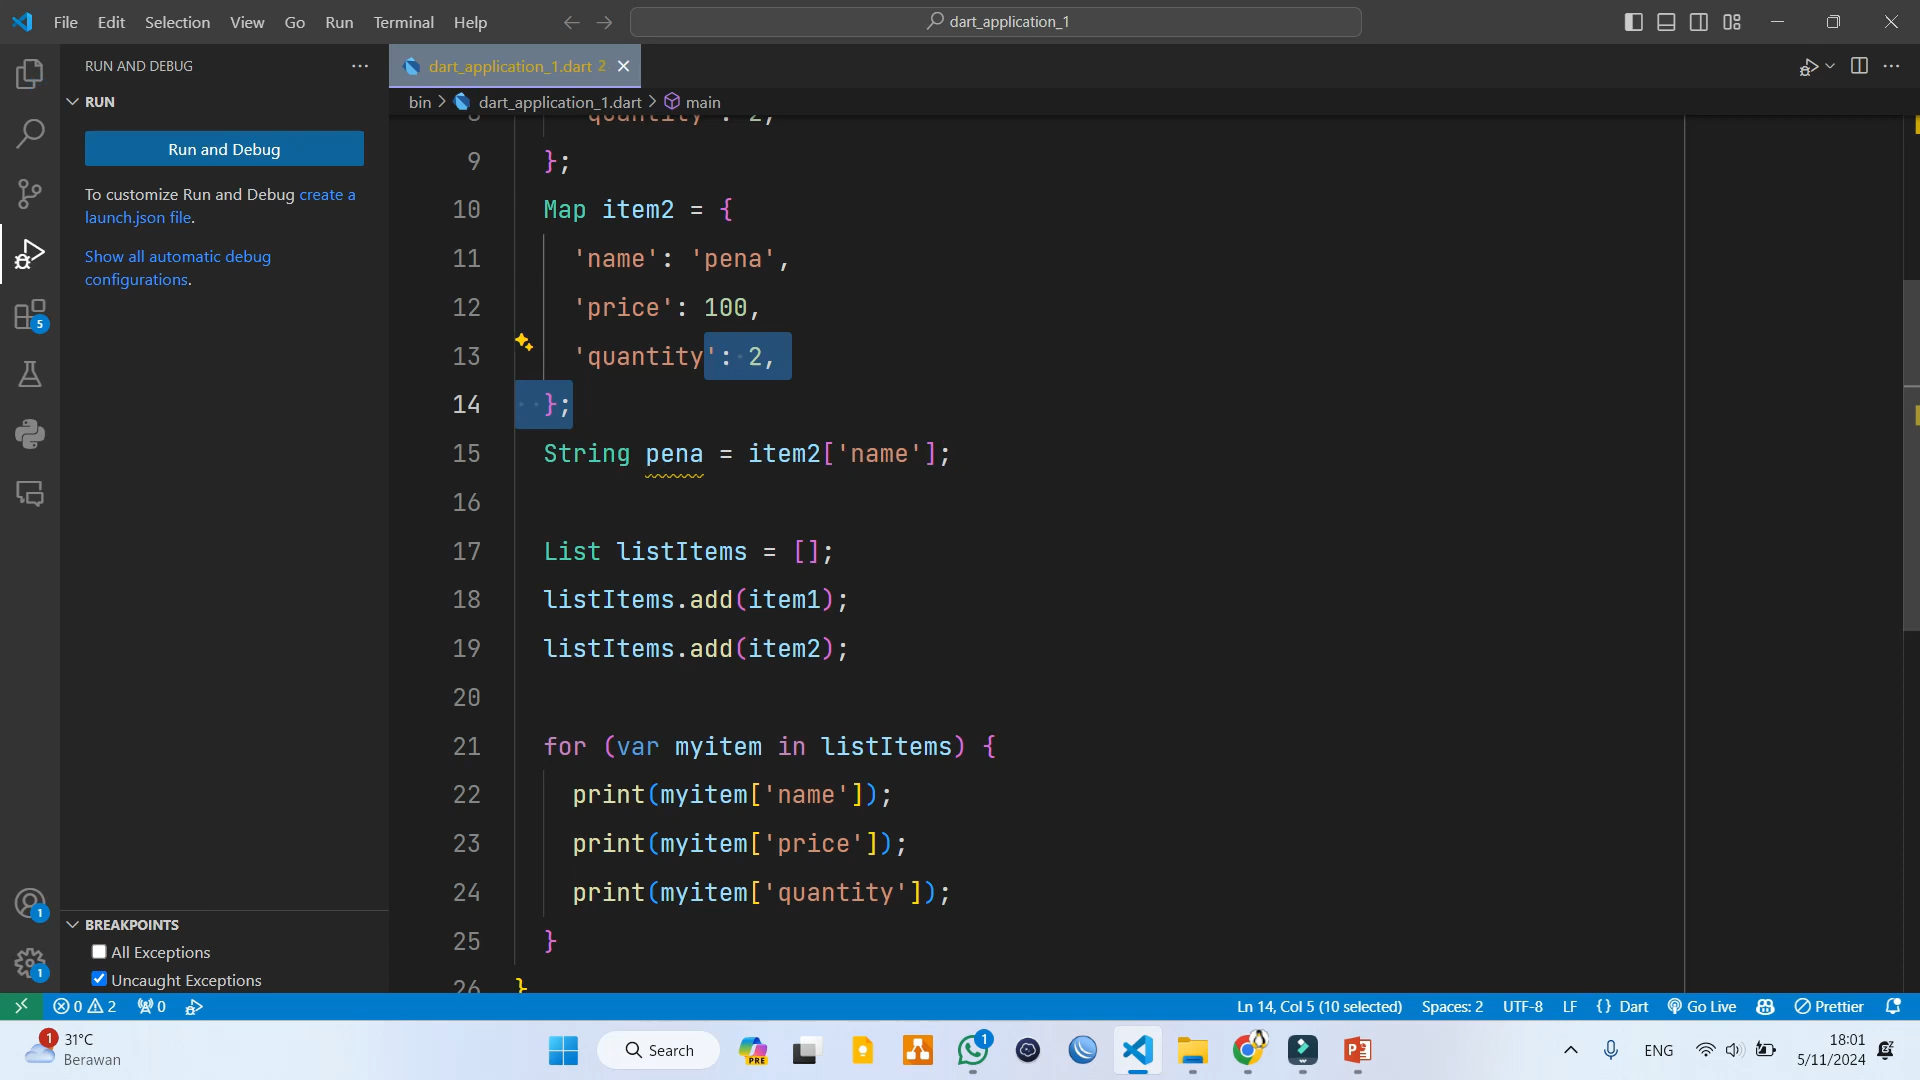 File Edit Selection View Go Run Terminal Help
dart_application_1
RUN AND DEBUG
dart_application_1.dart 2
RUN
bin > dart_application_1.dart > main
Run and Debug
To customize Run and Debug create a
launch.json file.
Show all automatic debug
configurations.
5
8 'quantity': 2,
9 };
10 Map item2 = {
11 'name': 'pena',
12 'price': 100,
13 'quantity': 2,
14 };
15 String pena = item2['name'];
16
17 List listItems = [];
18 listItems.add(item1);
19 listItems.add(item2);
20
21 for (var myitem in listItems) {
22 print(myitem['name']);
23 print(myitem['price']);
24 print(myitem['quantity']);
25 }
26 }
1
1
BREAKPOINTS
All Exceptions
Uncaught Exceptions
0 2 0
Ln 14, Col 5 (10 selected) Spaces: 2 UTF-8 LF {} Dart Go Live Prettier
1
31°C
Berawan
Search
PRE
1
ENG
18:01
5/11/2024